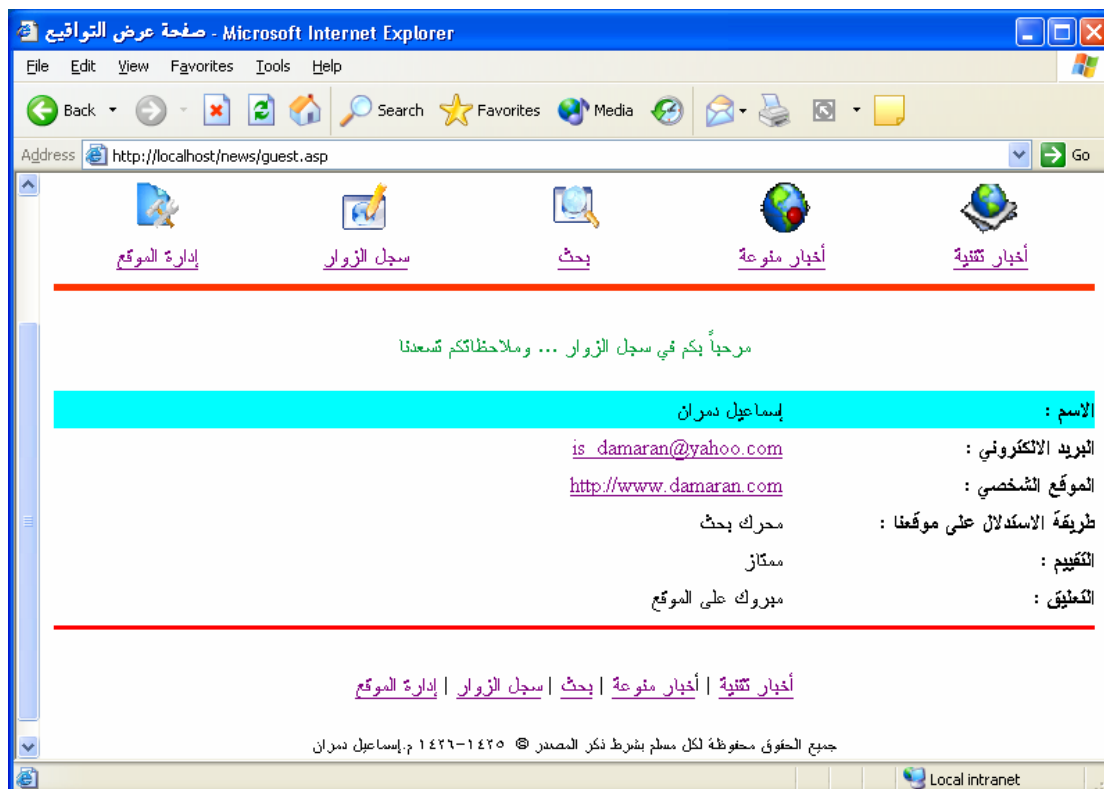 صفحة عرض التواقيع - Microsoft Internet Explorer
File Edit View Favorites Tools Help
Back Search Favorites Media
Address http://localhost/news/guest.asp Go
أخبار تقنية أخبار منوعة بحث سجل الزوار إدارة الموقع
مرحباً بكم في سجل الزوار ... وملاحظاتكم تسعدنا
الاسم : إسماعيل دمران
البريد الالكتروني : is_damaran@yahoo.com
الموقع الشخصي : http://www.damaran.com
طريقة الاستدلال على موقعنا : محرك بحث
التقييم : ممتاز
التعليق : مبروك على الموقع
أخبار تقنية | أخبار منوعة | بحث | سجل الزوار | إدارة الموقع
جميع الحقوق محفوظة لكل مسلم بشرط ذكر المصدر © ١٤٢٥-١٤٢٦ م.إسماعيل دمران
Local intranet